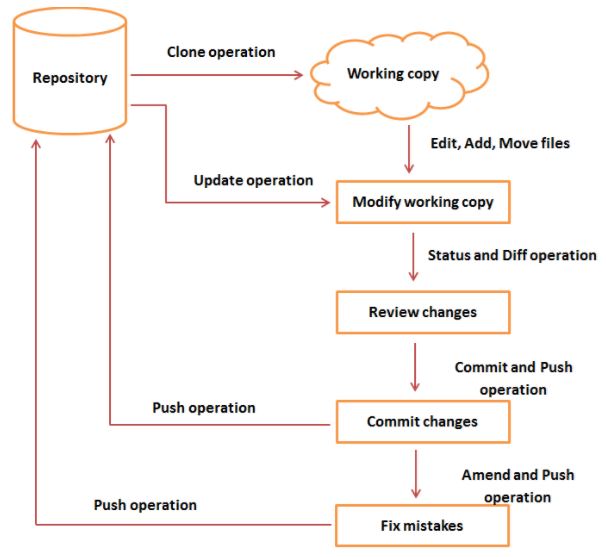 Clone operation
Repository
Working copy
Edit, Add, Move files
Update operation
Modify working copy
Status and Diff operation
Review changes
Commit and Push
operation
Push operation
Commit changes
Amend and Push
operation
Push operation
Fix mistakes